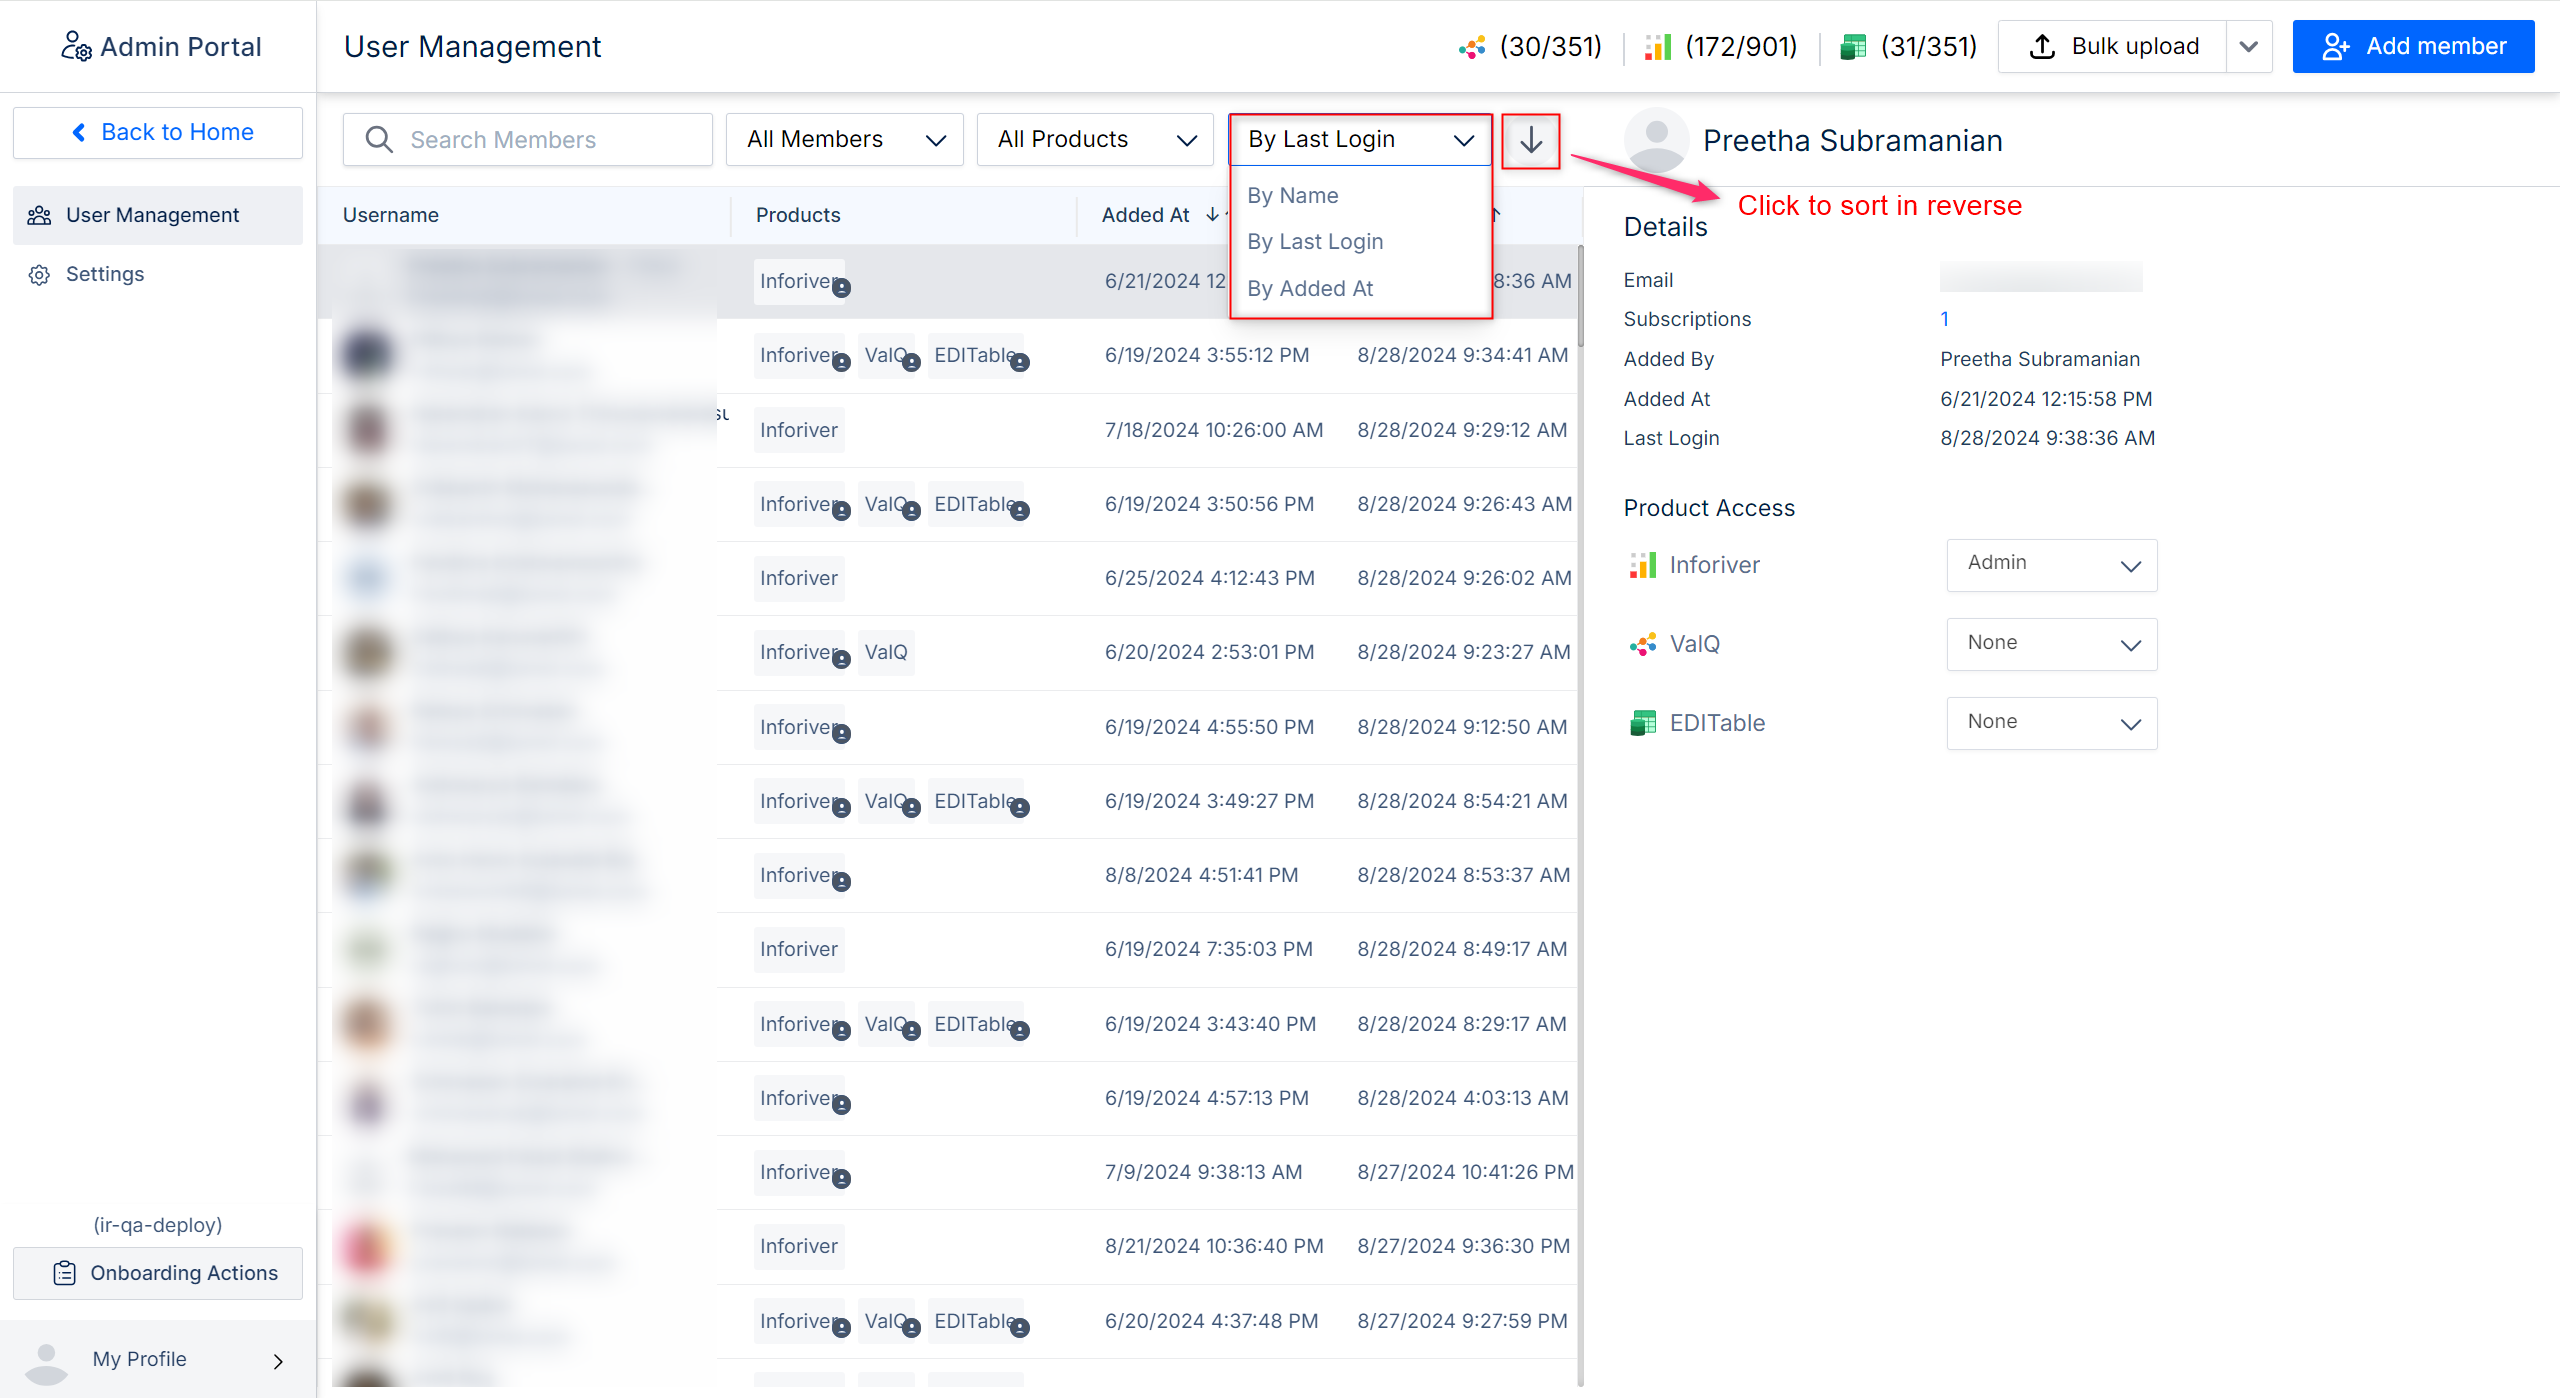 Admin Portal
User Management
(30/351)
(172/901)
(31/351)
Bulk upload
Add member
Back to Home
User Management
Settings
Search Members
All Members
All Products
By Last Login
By Name
By Last Login
By Added At
Click to sort in reverse
Username
Products
Added At
Inforiver
6/21/2024 12
8:36 AM
Inforiver ValQ EDITable
6/19/2024 3:55:12 PM
8/28/2024 9:34:41 AM
Inforiver
7/18/2024 10:26:00 AM
8/28/2024 9:29:12 AM
Inforiver ValQ EDITable
6/19/2024 3:50:56 PM
8/28/2024 9:26:43 AM
Inforiver
6/25/2024 4:12:43 PM
8/28/2024 9:26:02 AM
Inforiver ValQ
6/20/2024 2:53:01 PM
8/28/2024 9:23:27 AM
Inforiver
6/19/2024 4:55:50 PM
8/28/2024 9:12:50 AM
Inforiver ValQ EDITable
6/19/2024 3:49:27 PM
8/28/2024 8:54:21 AM
Inforiver
8/8/2024 4:51:41 PM
8/28/2024 8:53:37 AM
Inforiver
6/19/2024 7:35:03 PM
8/28/2024 8:49:17 AM
Inforiver ValQ EDITable
6/19/2024 3:43:40 PM
8/28/2024 8:29:17 AM
Inforiver
6/19/2024 4:57:13 PM
8/28/2024 4:03:13 AM
Inforiver
7/9/2024 9:38:13 AM
8/27/2024 10:41:26 PM
Inforiver
8/21/2024 10:36:40 PM
8/27/2024 9:36:30 PM
Inforiver ValQ EDITable
6/20/2024 4:37:48 PM
8/27/2024 9:27:59 PM
Preetha Subramanian
Details
Email
Subscriptions 1
Added By Preetha Subramanian
Added At 6/21/2024 12:15:58 PM
Last Login 8/28/2024 9:38:36 AM
Product Access
Inforiver Admin
ValQ None
EDITable None
(ir-qa-deploy)
Onboarding Actions
My Profile